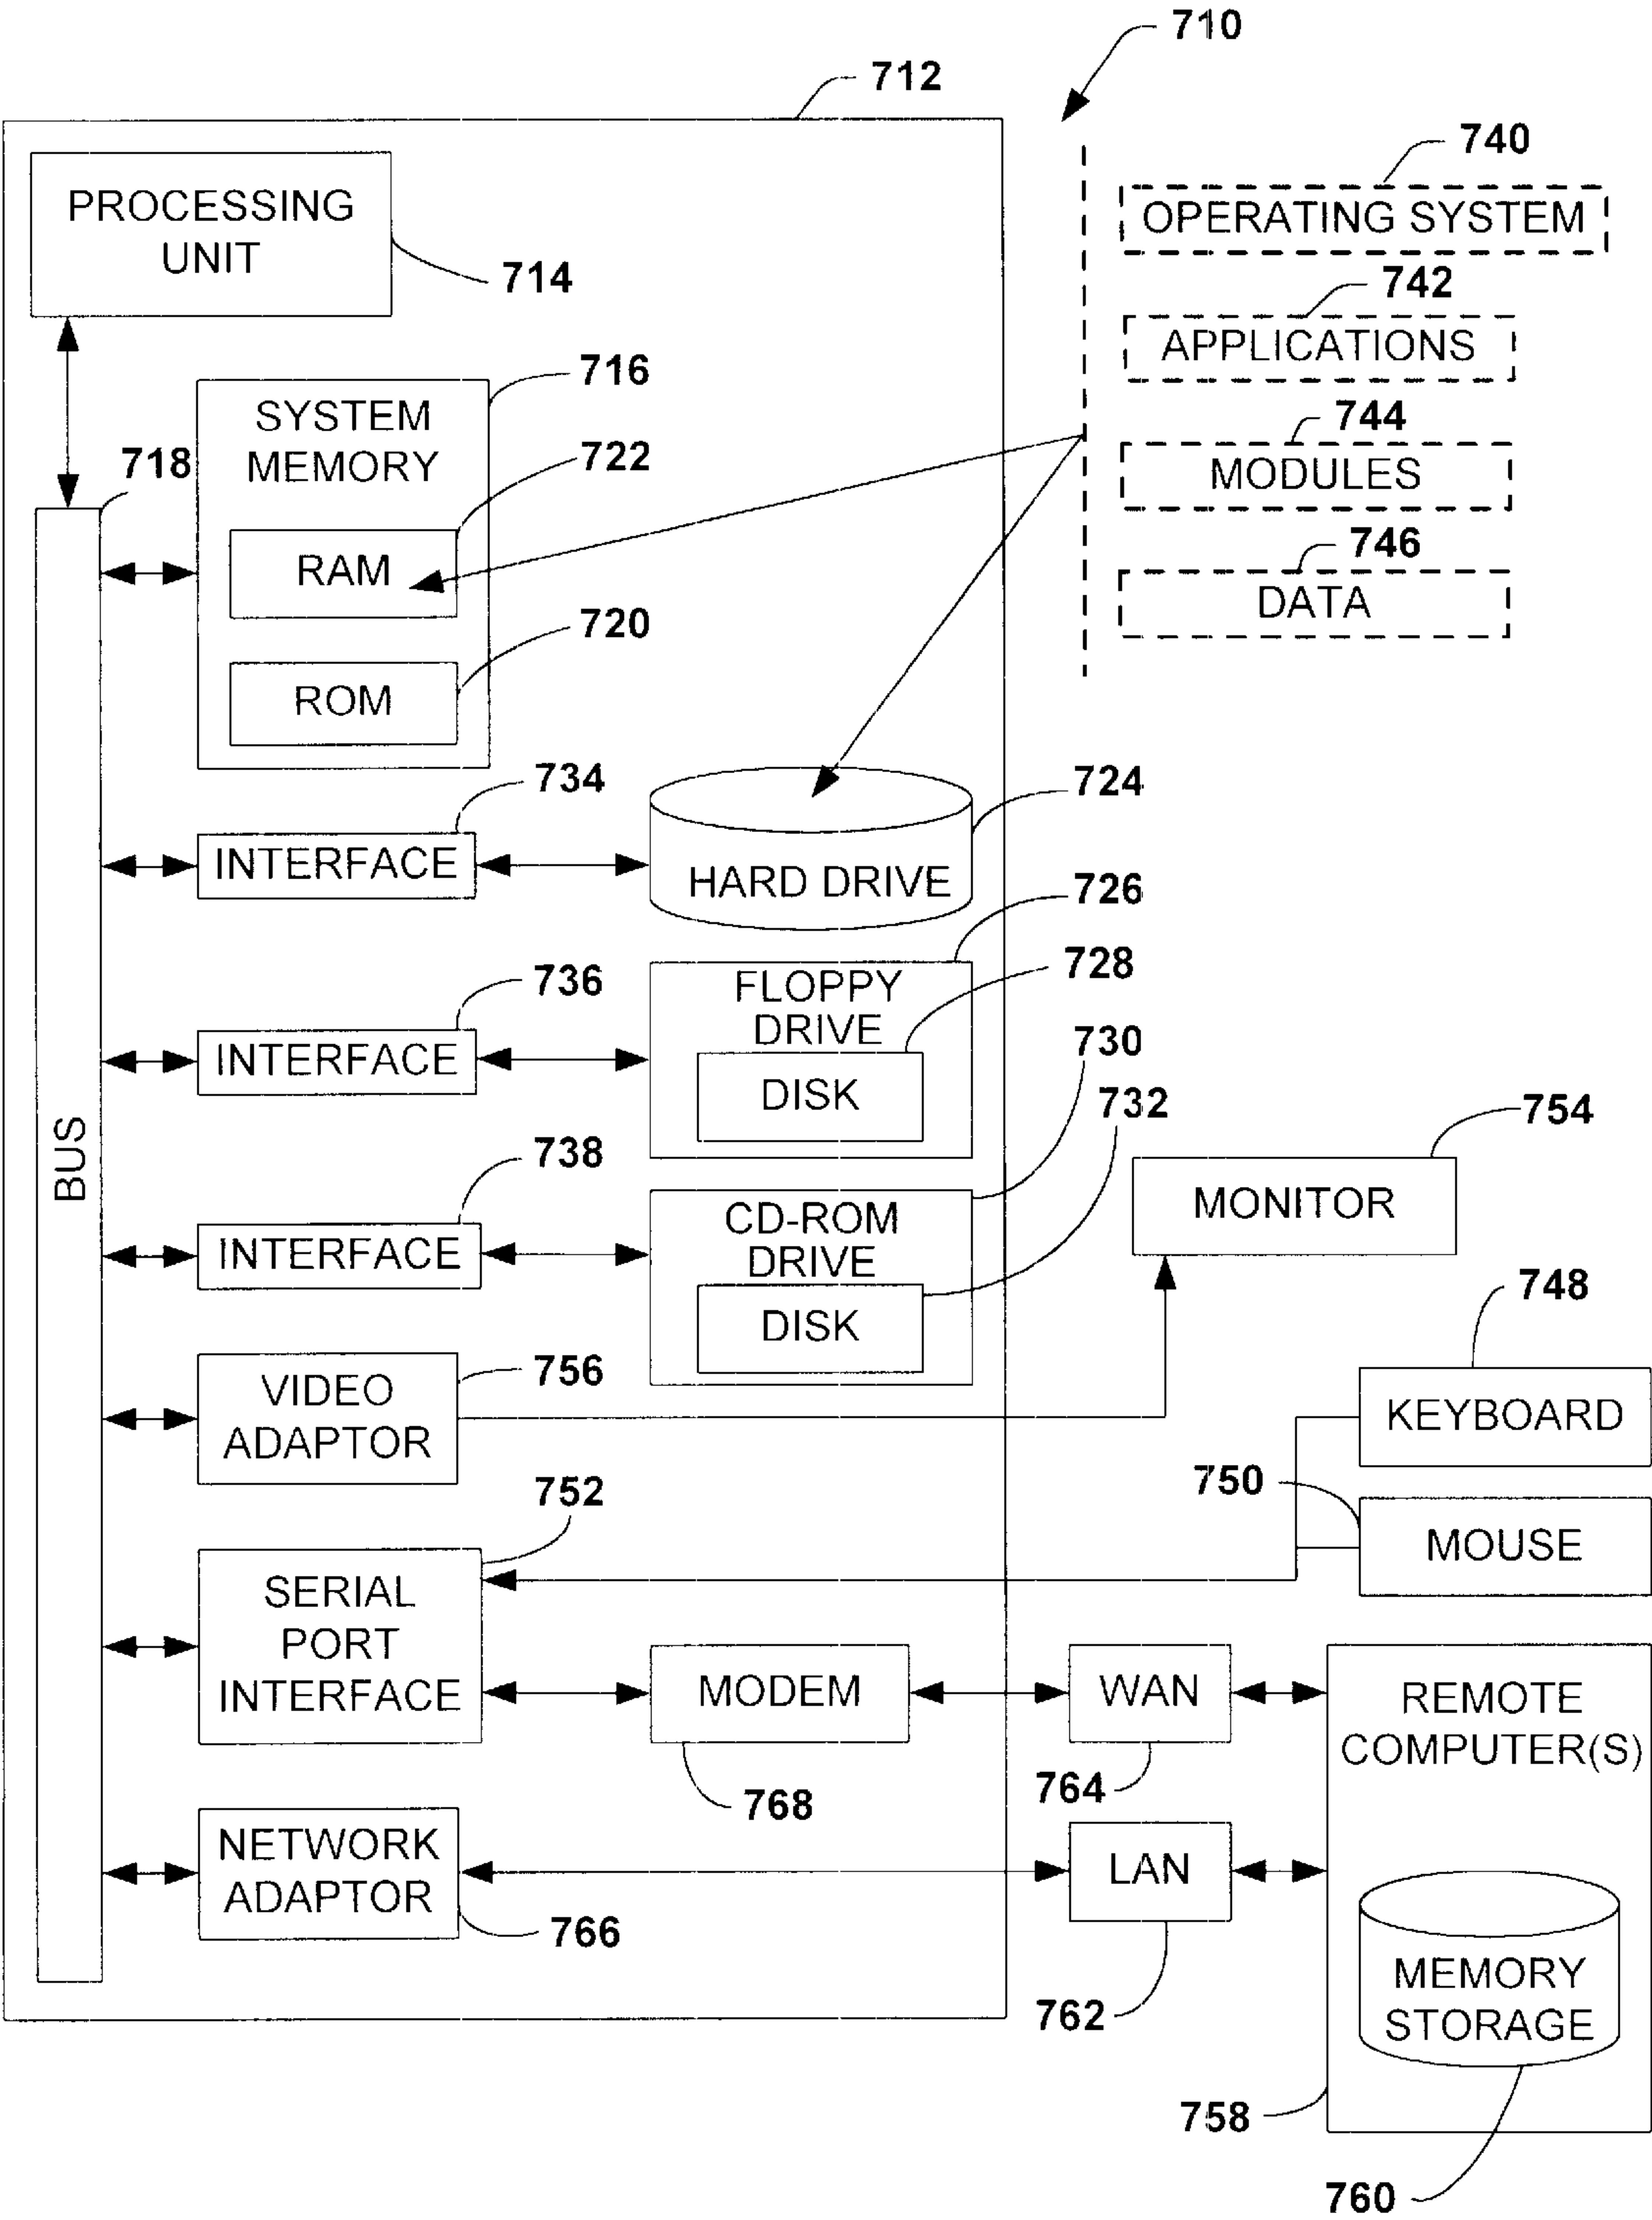 710
712
740
PROCESSING
UNIT
OPERATING SYSTEM
714
742
APPLICATIONS
716
SYSTEM
MEMORY
744
718
722
MODULES
746
RAM
DATA
720
ROM
734
724
INTERFACE
HARD DRIVE
726
728
736
FLOPPY
DRIVE
730
INTERFACE
DISK
732
754
BUS
738
MONITOR
CD-ROM
DRIVE
INTERFACE
748
DISK
756
VIDEO
ADAPTOR
KEYBOARD
750
752
MOUSE
SERIAL
PORT
INTERFACE
MODEM
WAN
REMOTE
COMPUTER(S)
764
768
NETWORK
ADAPTOR
LAN
766
MEMORY
STORAGE
762
758
760